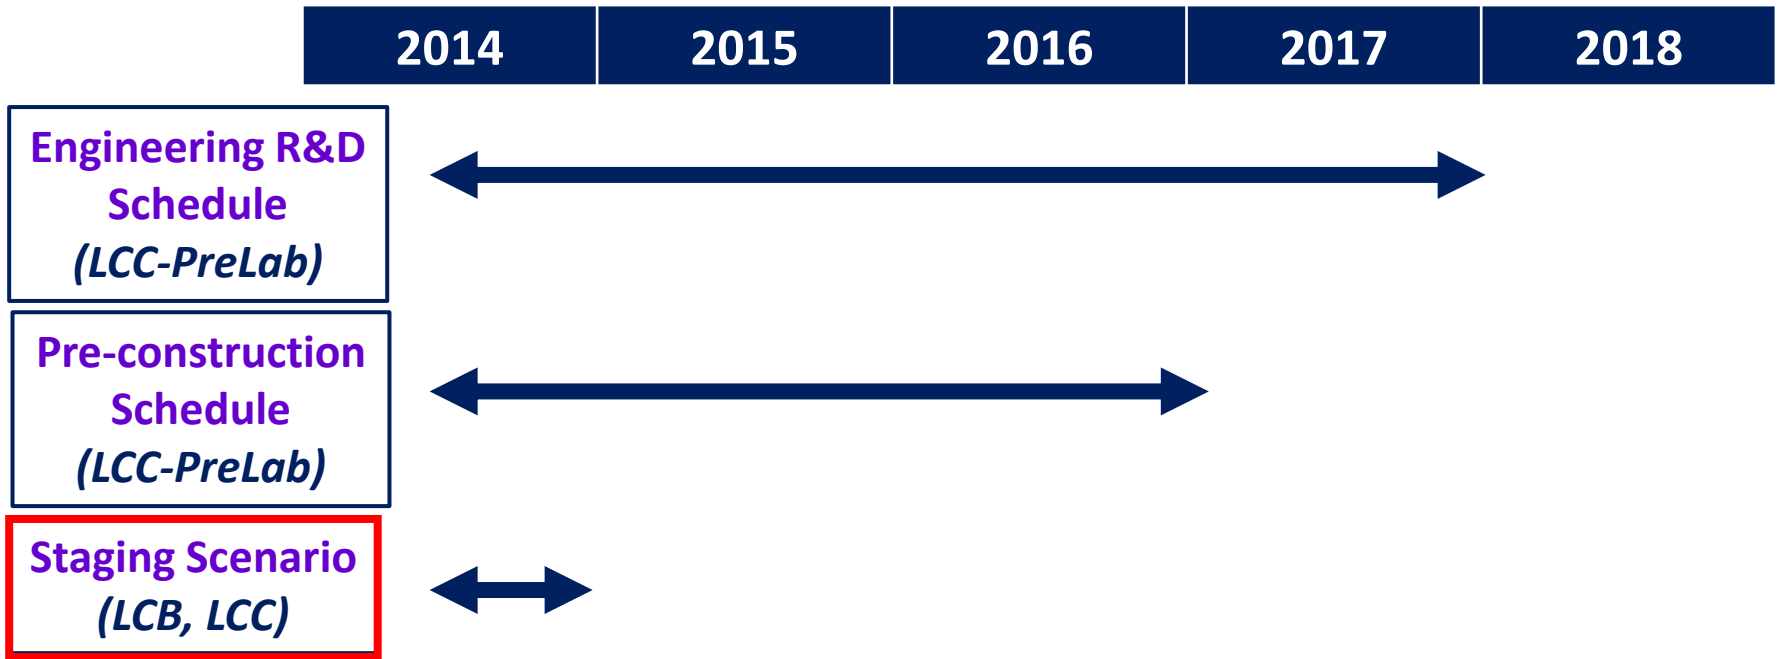 2014 2015 2016 2017 2018
Engineering R&D
Schedule
(LCC-PreLab)
Pre-construction
Schedule
(LCC-PreLab)
Staging Scenario
(LCB, LCC)